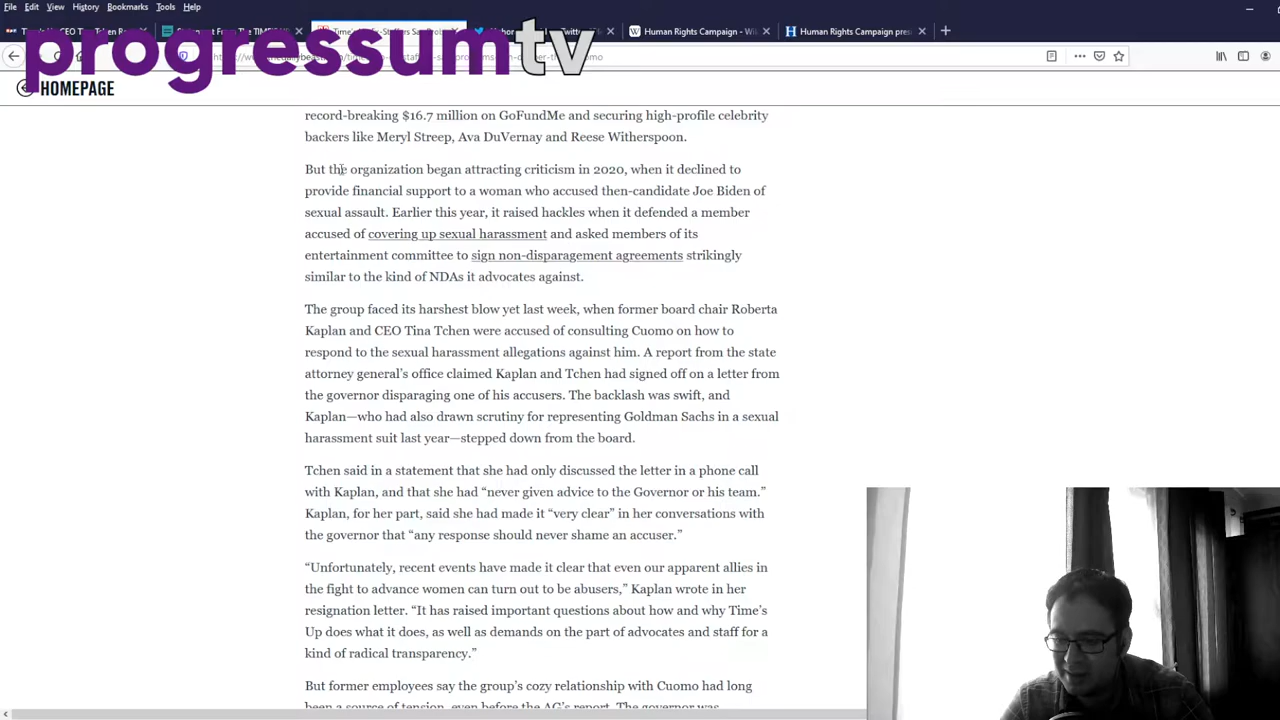 File Edit View History Bookmarks Tools Help
Human Rights Campaign - Wi
Human Rights Campaign pres
progressumtv
HOMEPAGE
record-breaking $16.7 million on GoFundMe and securing high-profile celebrity
backers like Meryl Streep, Ava DuVernay and Reese Witherspoon.
But the organization began attracting criticism in 2020, when it declined to
provide financial support to a woman who accused then-candidate Joe Biden of
sexual assault. Earlier this year, it raised hackles when it defended a member
accused of covering up sexual harassment and asked members of its
entertainment committee to sign non-disparagement agreements strikingly
similar to the kind of NDAs it advocates against.
The group faced its harshest blow yet last week, when former board chair Roberta
Kaplan and CEO Tina Tchen were accused of consulting Cuomo on how to
respond to the sexual harassment allegations against him. A report from the state
attorney general’s office claimed Kaplan and Tchen had signed off on a letter from
the governor disparaging one of his accusers. The backlash was swift, and
Kaplan—who had also drawn scrutiny for representing Goldman Sachs in a sexual
harassment suit last year—stepped down from the board.
Tchen said in a statement that she had only discussed the letter in a phone call
with Kaplan, and that she had “never given advice to the Governor or his team.”
Kaplan, for her part, said she had made it “very clear” in her conversations with
the governor that “any response should never shame an accuser.”
“Unfortunately, recent events have made it clear that even our apparent allies in
the fight to advance women can turn out to be abusers,” Kaplan wrote in her
resignation letter. “It has raised important questions about how and why Time’s
Up does what it does, as well as demands on the part of advocates and staff for a
kind of radical transparency.”
But former employees say the group’s cozy relationship with Cuomo had long
been a source of tension, even before the AG’s report. The governor was